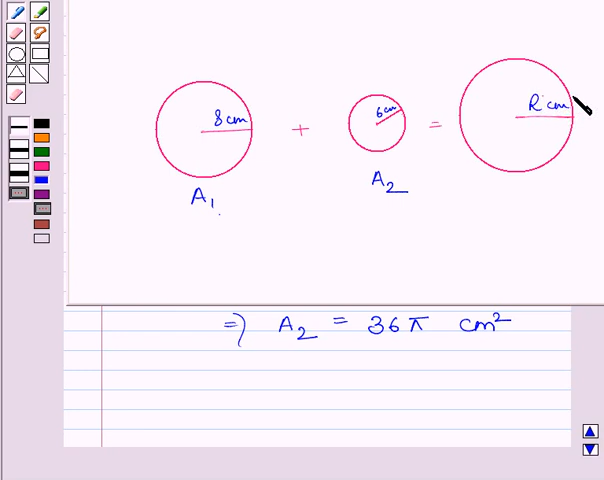 8cm + 6cm = R cm
A₁ A₂
⇒ A₂ = 36π cm²